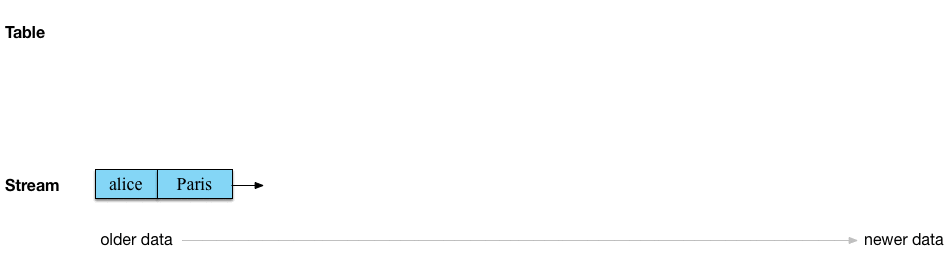 Table
Stream alice Paris
older data newer data